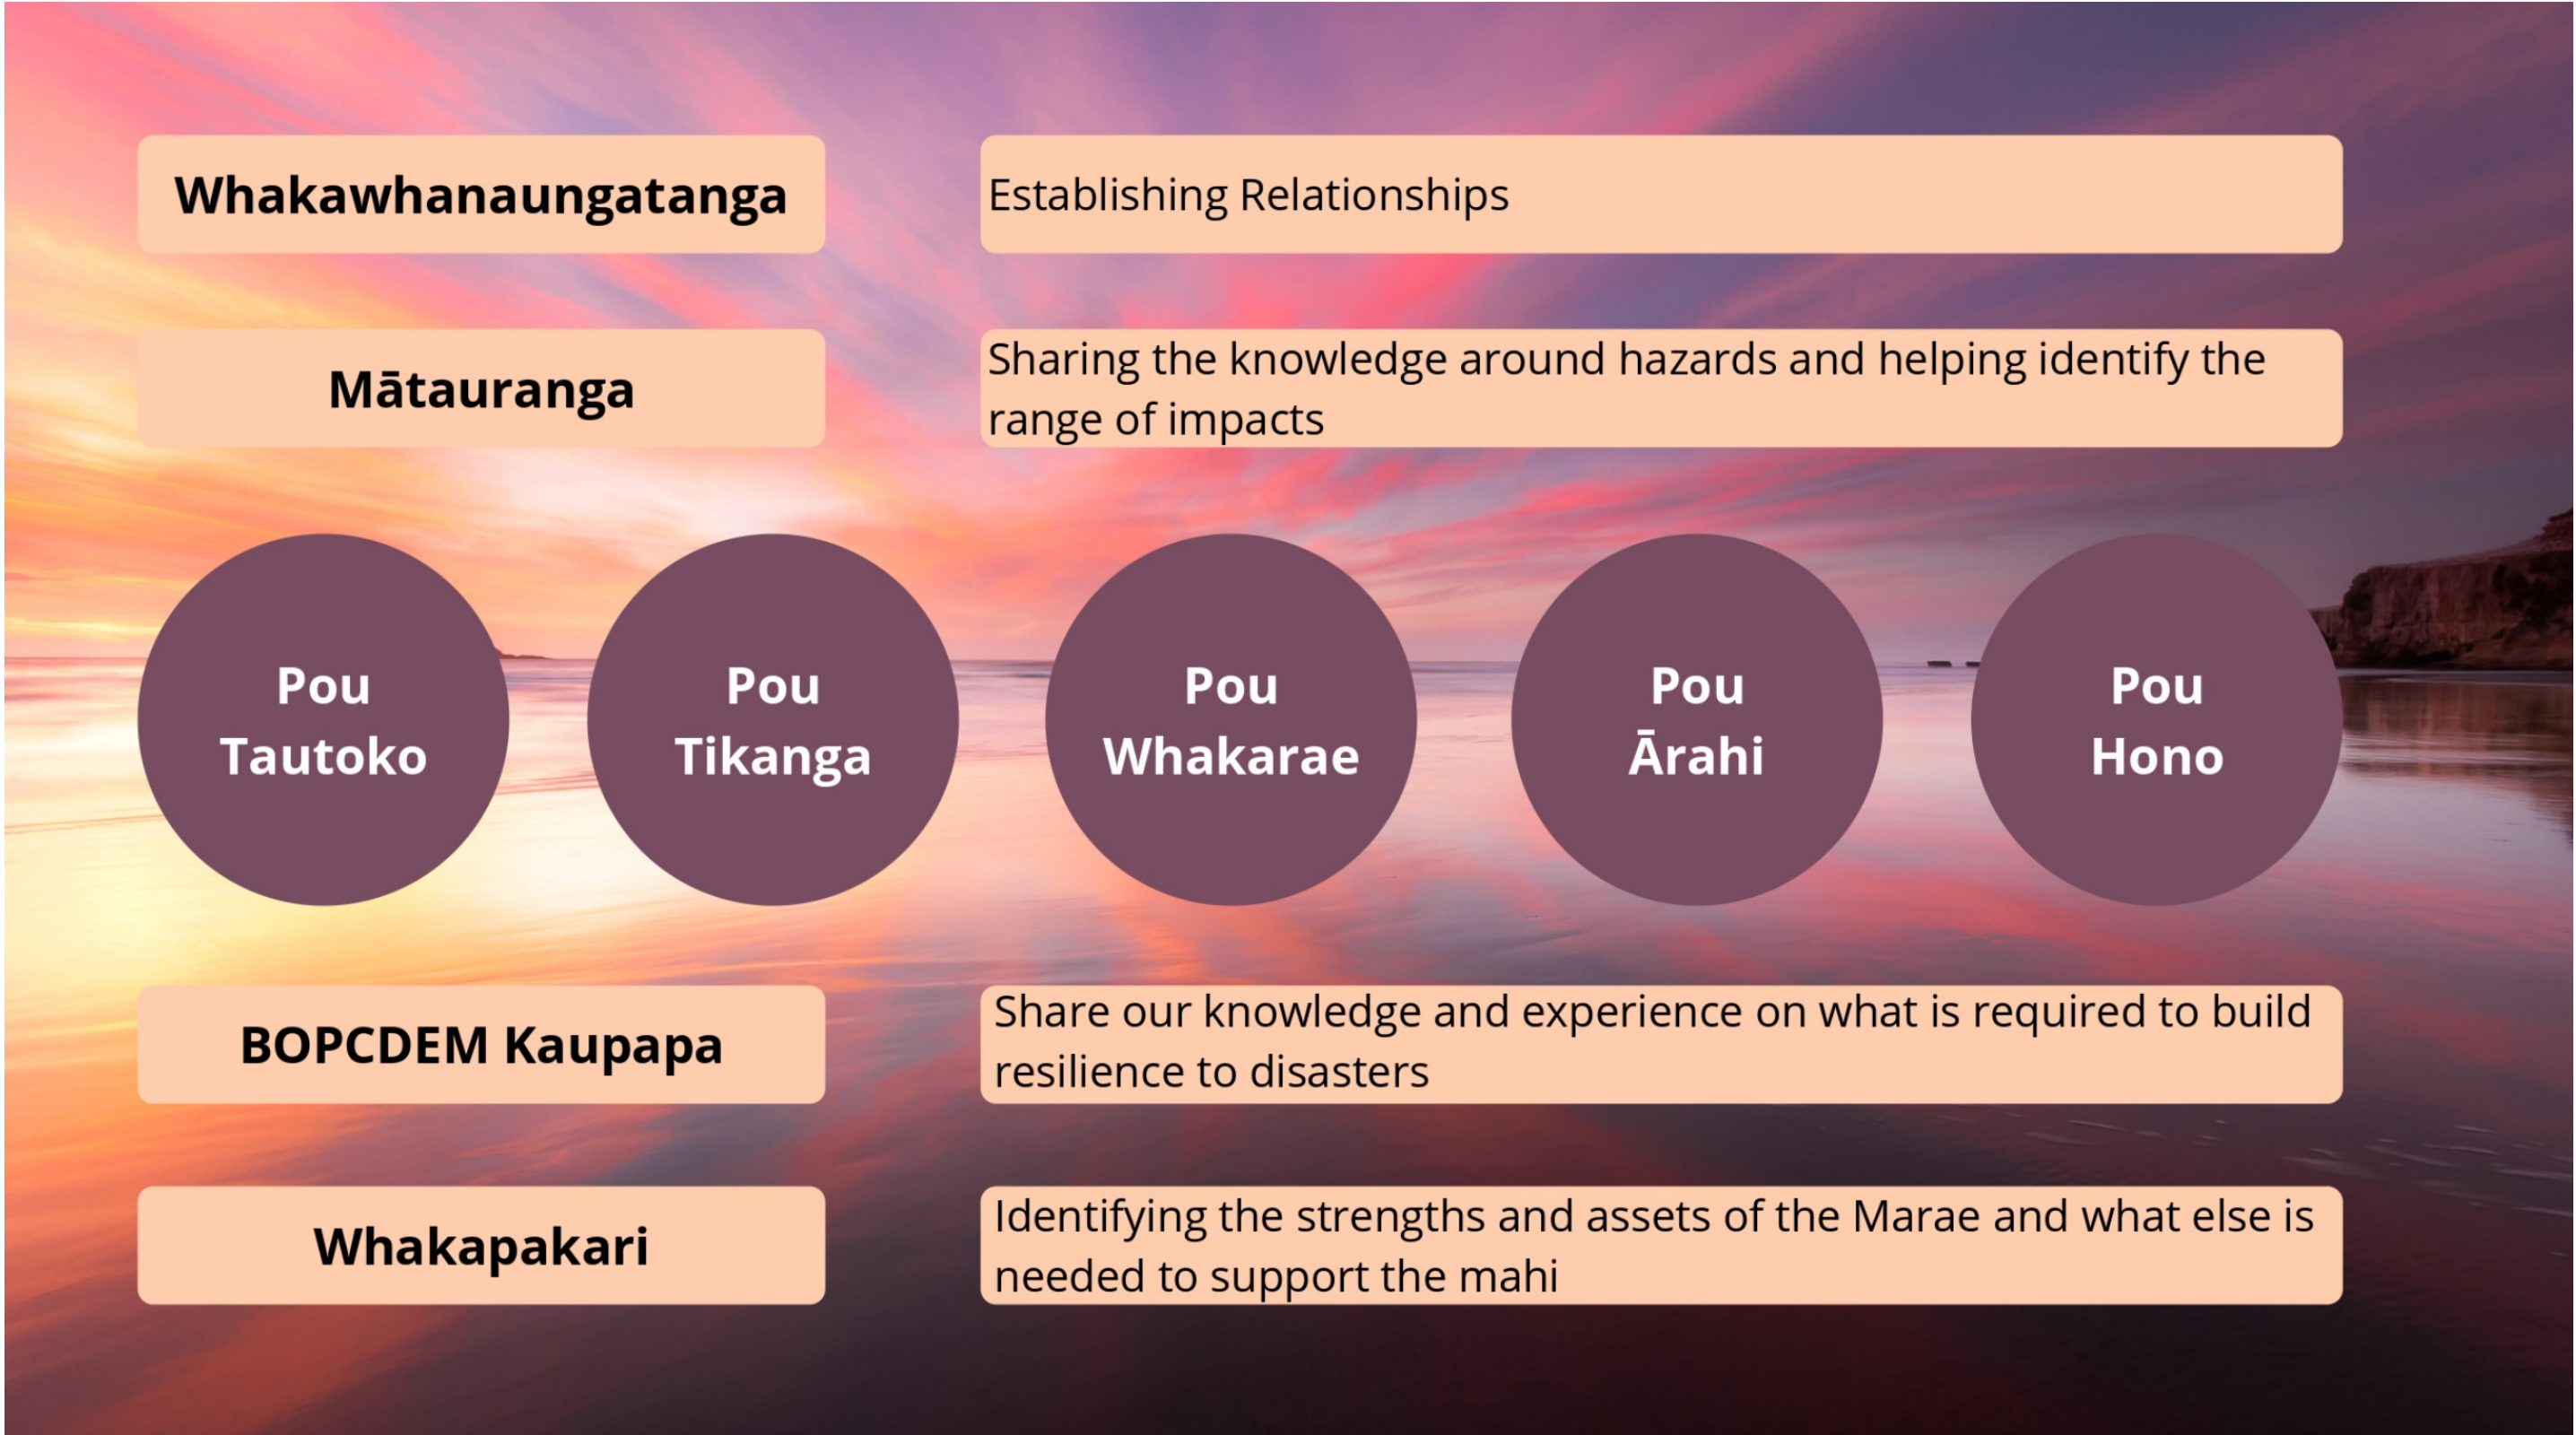 Whakawhanaungatanga
Establishing Relationships
Mātauranga
Sharing the knowledge around hazards and helping identify the
range of impacts
Pou
Tautoko
Pou
Tikanga
Pou
Whakarae
Pou
Ārahi
Pou
Hono
BOPCDEM Kaupapa
Share our knowledge and experience on what is required to build
resilience to disasters
Whakapakari
Identifying the strengths and assets of the Marae and what else is
needed to support the mahi